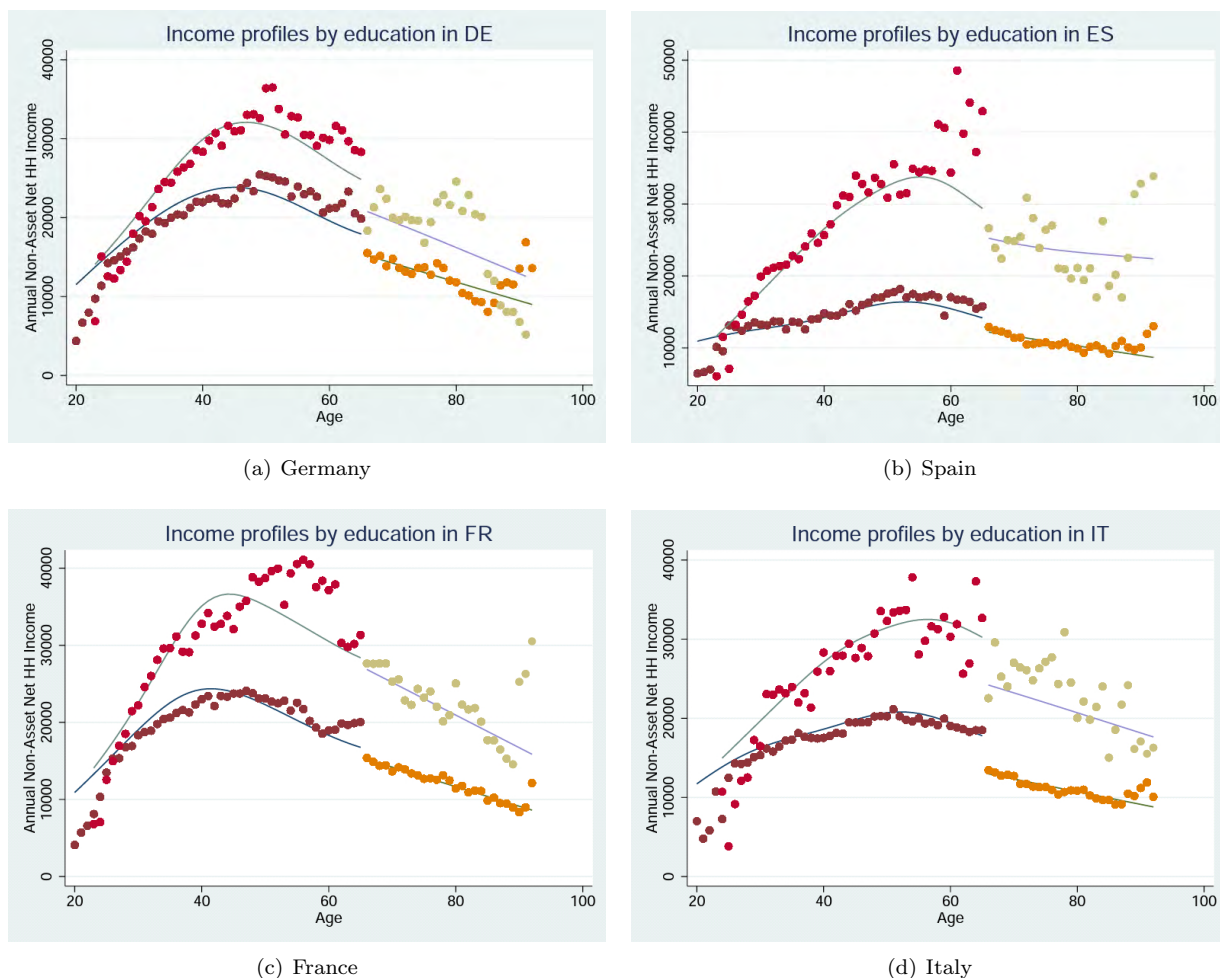 Income profiles by education in DE
Annual Non-Asset Net HH Income
40000
30000
20000
10000
0
20 40 60 80 100
Age
(a) Germany
Income profiles by education in ES
Annual Non-Asset Net HH Income
50000
40000
30000
20000
10000
20 40 60 80 100
Age
(b) Spain
Income profiles by education in FR
Annual Non-Asset Net HH Income
40000
30000
20000
10000
0
20 40 60 80 100
Age
(c) France
Income profiles by education in IT
Annual Non-Asset Net HH Income
40000
30000
20000
10000
0
20 40 60 80 100
Age
(d) Italy